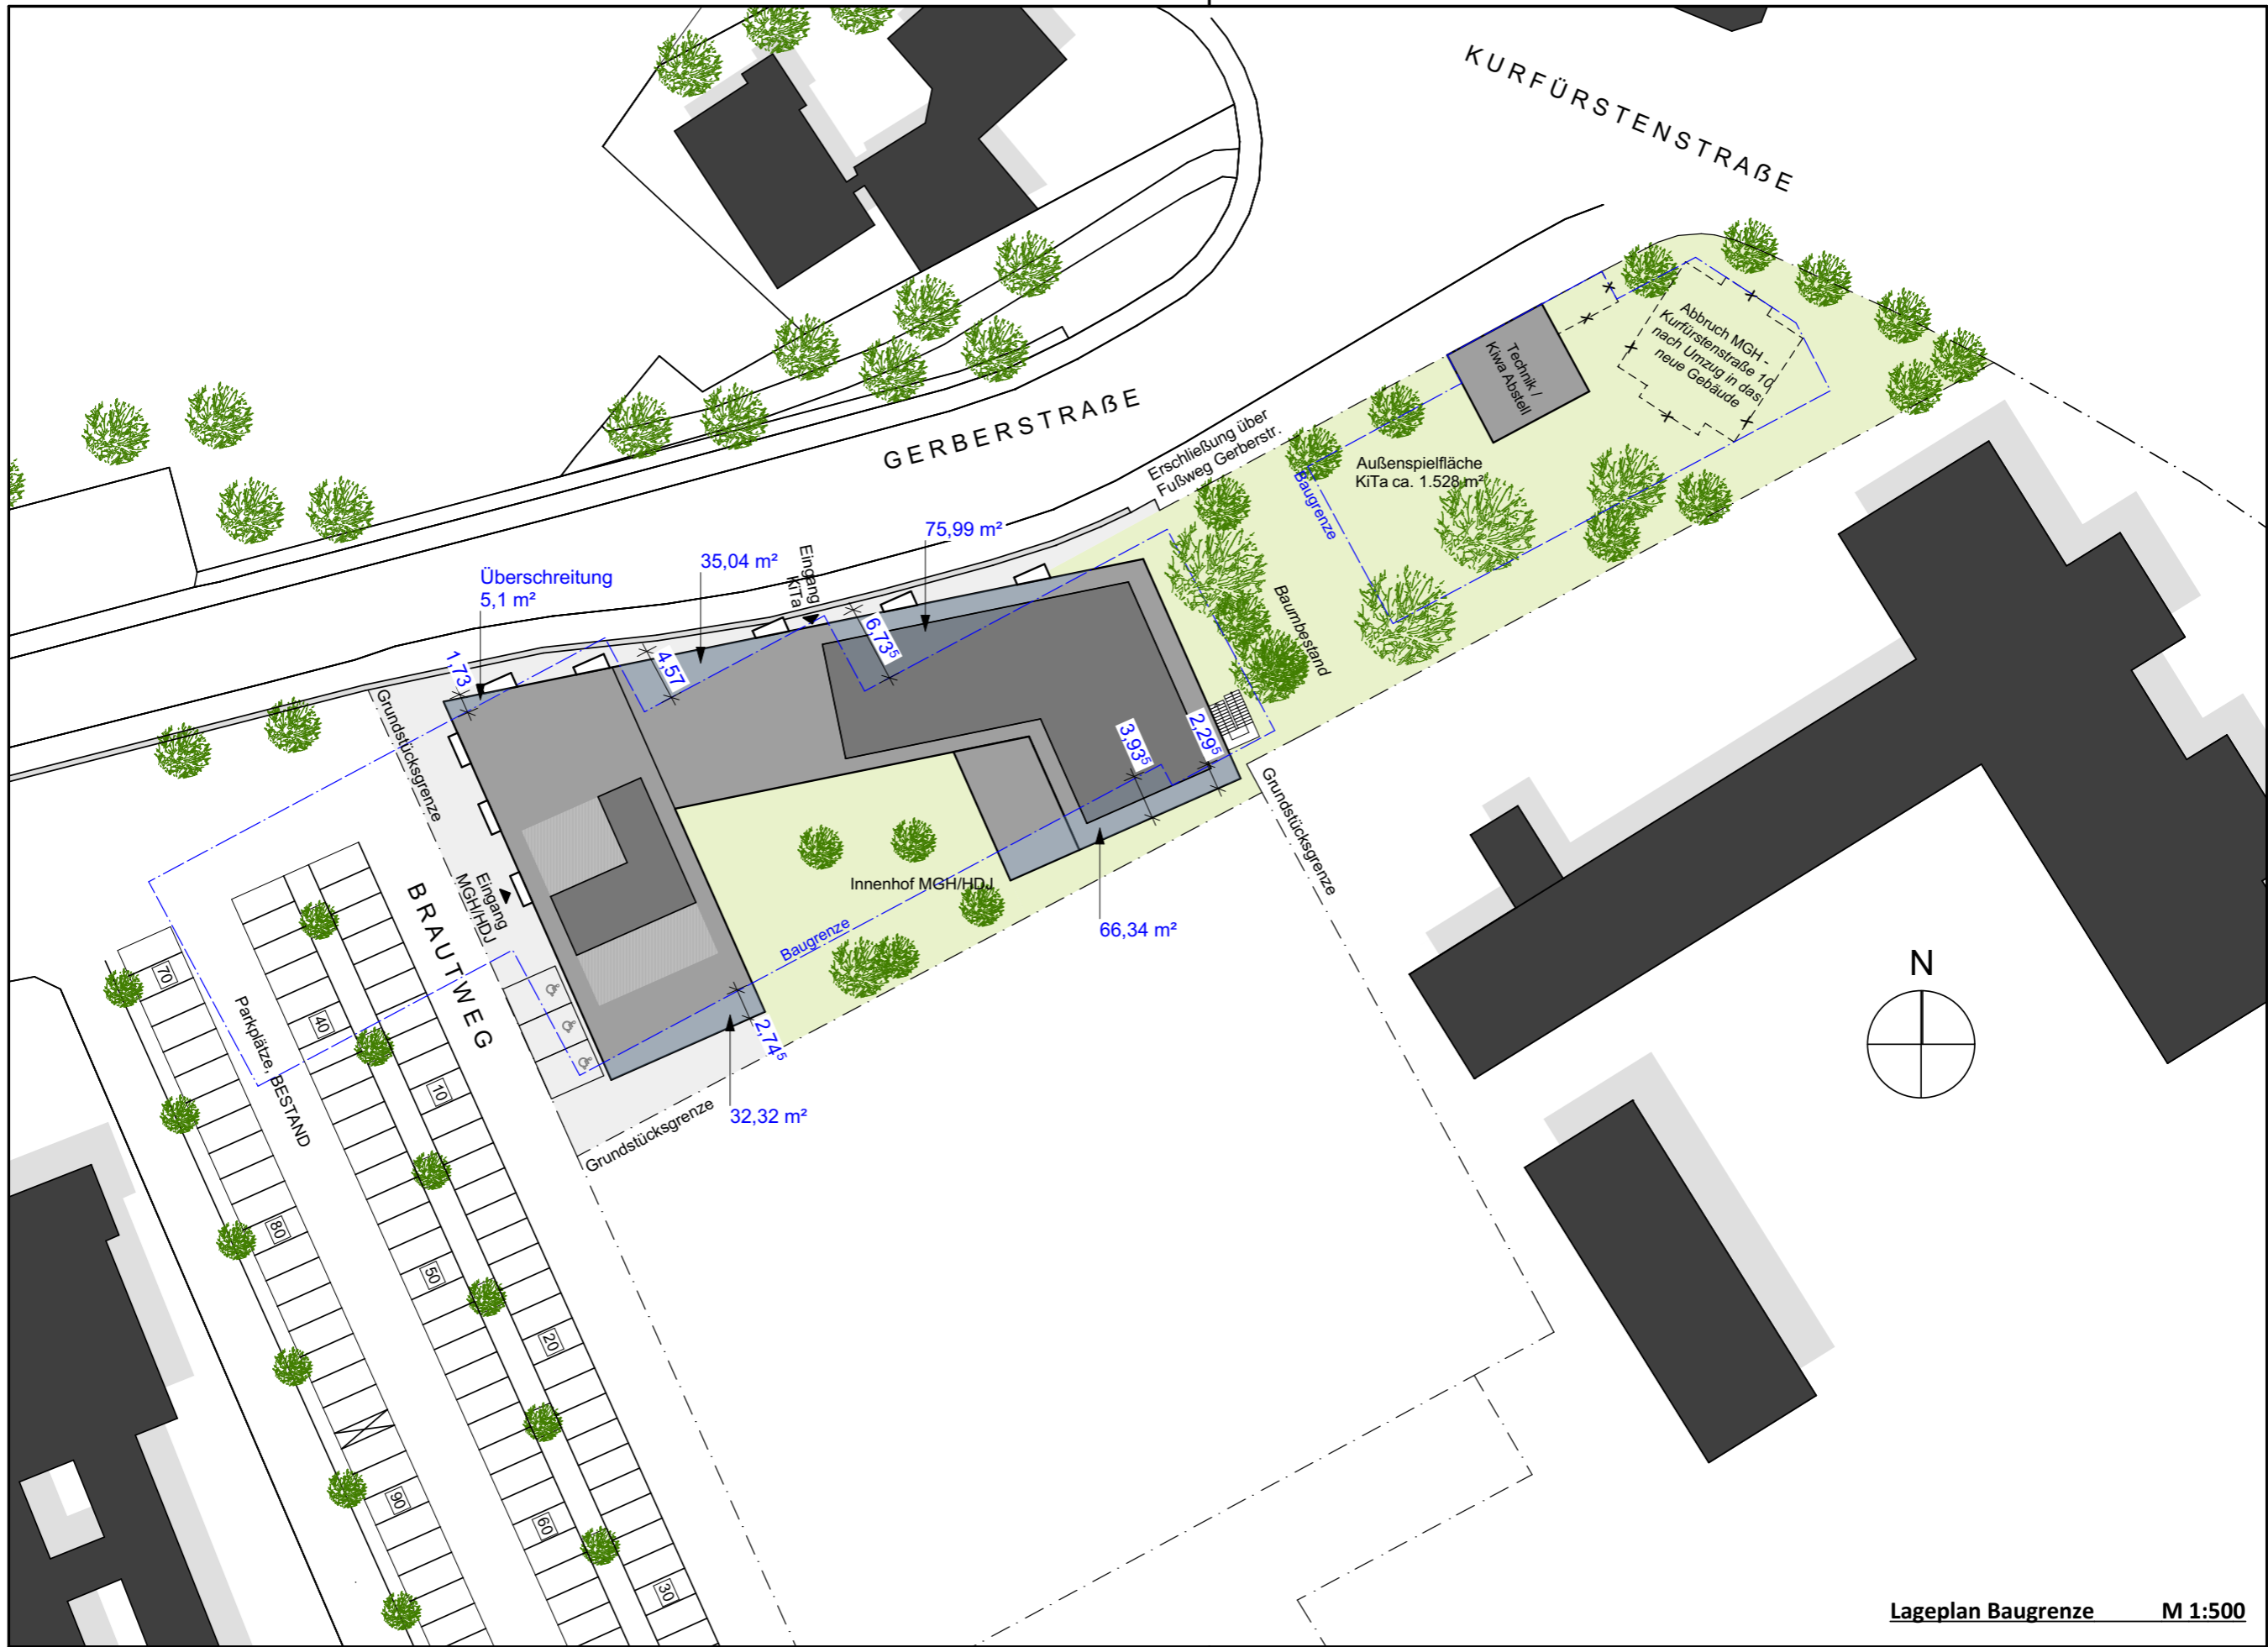 KURFÜRSTENSTRAßE
Abbruch MGH -
Kurfürstenstraße 10
nach Umzug in das
neue Gebäude
Technik /
Kiwa Abstell
GERBERSTRAßE
Erschließung über
Fußweg Gerberstr.
Außenspielfläche
KiTa ca. 1.528 m²
Baugrenze
75,99 m²
35,04 m²
Eingang
KiTa
Überschreitung
5,1 m²
1,73
4,57
6,73⁵
Baumbestand
3,93⁵
2,29⁵
Grundstücksgrenze
Grundstücksgrenze
Eingang
MGH/HDJ
Innenhof MGH/HDJ
Baugrenze
66,34 m²
BRAUTWEG
N
2,74⁵
32,32 m²
Grundstücksgrenze
Parkplätze, BESTAND
70
40
10
80
50
20
90
60
30
Lageplan Baugrenze M 1:500